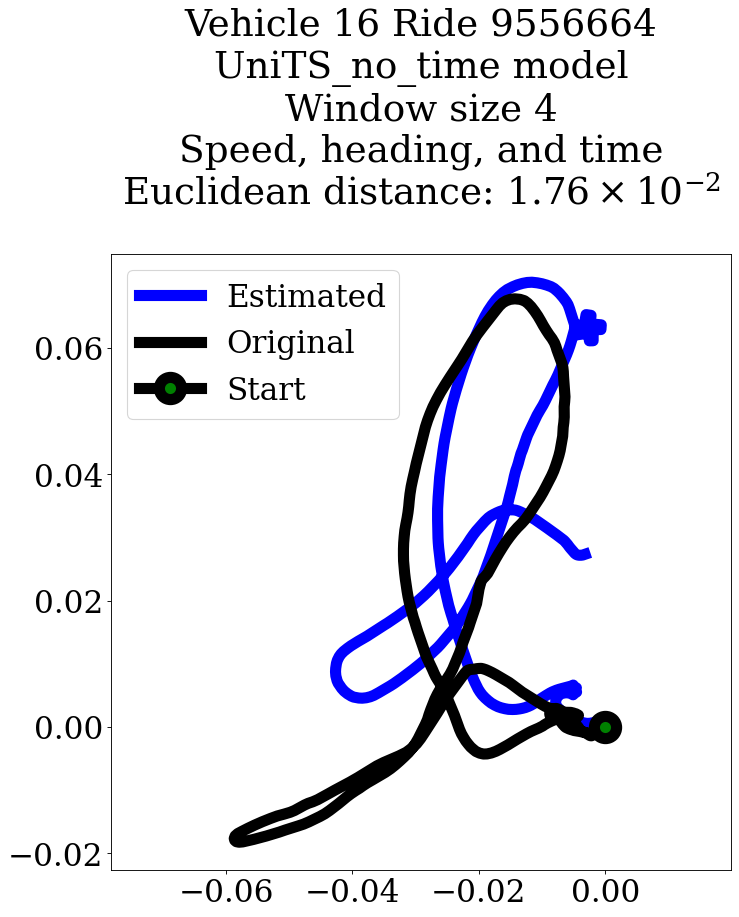 Vehicle 16 Ride 9556664
UniTS_no_time model
Window size 4
Speed, heading, and time
Euclidean distance: 1.76 × 10⁻²
Estimated
Original
Start
0.06
0.04
0.02
0.00
−0.02
−0.06 −0.04 −0.02 0.00